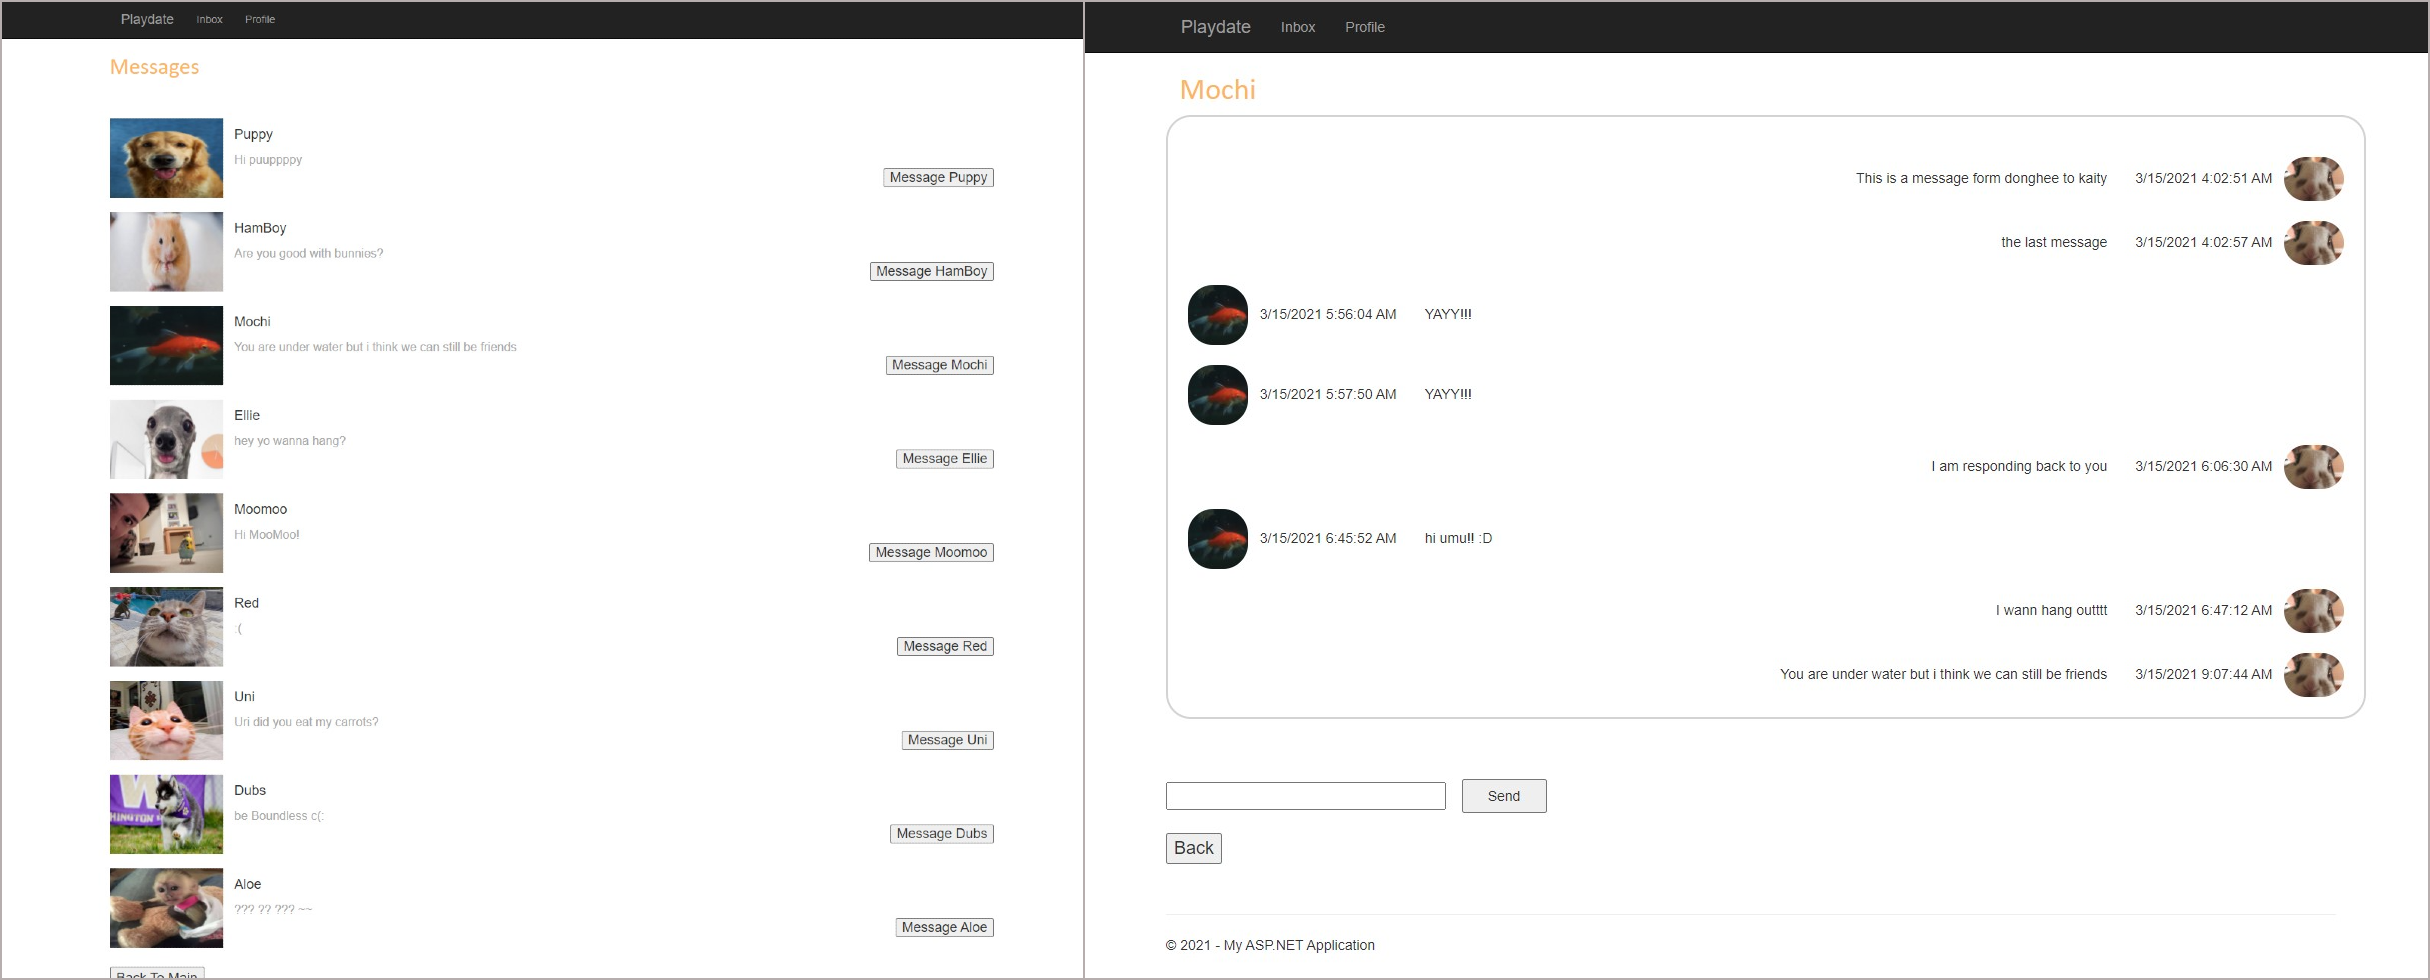 Playdate Inbox Profile
Messages
Puppy
Hi puuppppy
Message Puppy
HamBoy
Are you good with bunnies?
Message HamBoy
Mochi
You are under water but i think we can still be friends
Message Mochi
Ellie
hey yo wanna hang?
Message Ellie
Moomoo
Hi MooMoo!
Message Moomoo
Red
:(
Message Red
Uni
Uri did you eat my carrots?
Message Uni
Dubs
be Boundless c(:
Message Dubs
Aloe
??? ?? ??? ~~
Message Aloe
Back To Main
Playdate Inbox Profile
Mochi
This is a message form donghee to kaity 3/15/2021 4:02:51 AM
the last message 3/15/2021 4:02:57 AM
3/15/2021 5:56:04 AM YAYY!!!
3/15/2021 5:57:50 AM YAYY!!!
I am responding back to you 3/15/2021 6:06:30 AM
3/15/2021 6:45:52 AM hi umu!! :D
I wann hang outttt 3/15/2021 6:47:12 AM
You are under water but i think we can still be friends 3/15/2021 9:07:44 AM
Send
Back
© 2021 - My ASP.NET Application
W
HINGTON